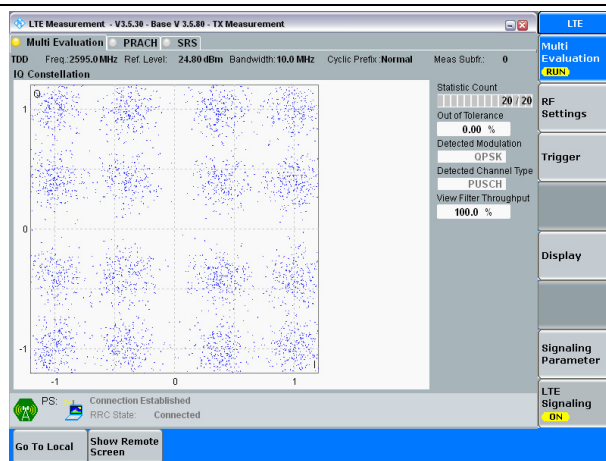 LTE Measurement - V3.5.30 - Base V 3.5.80 - TX Measurement
LTE
Multi Evaluation PRACH SRS
TDD Freq.:2595.0 MHz Ref. Level: 24.80 dBm Bandwidth:10.0 MHz Cyclic Prefix :Normal Meas Subfr.: 0
IQ Constellation
Q
1
0
-1
-1 0 1
I
Statistic Count
20 / 20
Out of Tolerance
0.00 %
Detected Modulation
QPSK
Detected Channel Type
PUSCH
View Filter Throughput
100.0 %
Multi
Evaluation
RUN
RF
Settings
Trigger
Display
Signaling
Parameter
LTE
Signaling
ON
PS: Connection Established
RRC State: Connected
Go To Local
Show Remote
Screen